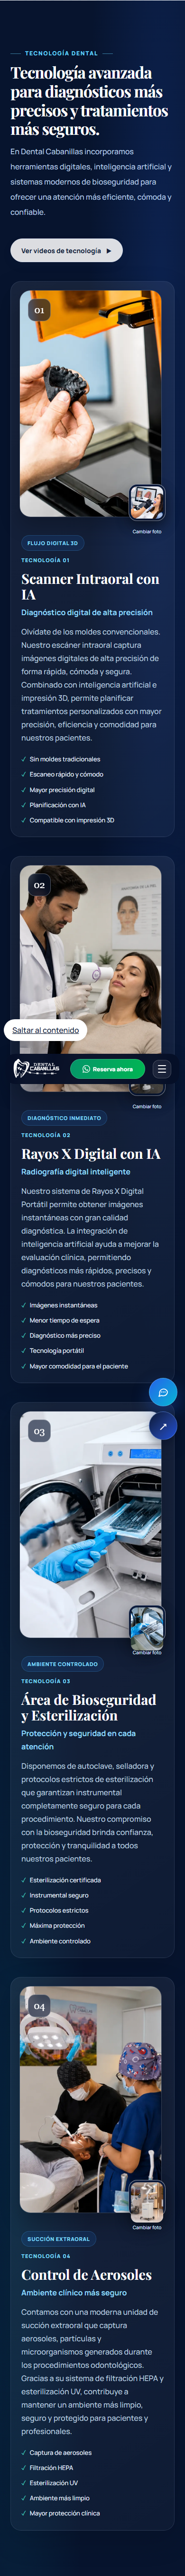 TECNOLOGÍA DENTAL
Tecnología avanzada
para diagnósticos más
precisos y tratamientos
más seguros.
En Dental Cabanillas incorporamos
herramientas digitales, inteligencia artificial y
sistemas modernos de bioseguridad para
ofrecer una atención más eficiente, cómoda y
confiable.
Ver videos de tecnología
01
Cambiar foto
FLUJO DIGITAL 3D
TECNOLOGÍA 01
Scanner Intraoral con
IA
Diagnóstico digital de alta precisión
Olvídate de los moldes convencionales.
Nuestro escáner intraoral captura
imágenes digitales de alta precisión de
forma rápida, cómoda y segura.
Combinado con inteligencia artificial e
impresión 3D, permite planificar
tratamientos personalizados con mayor
precisión, eficiencia y comodidad para
nuestros pacientes.
✓ Sin moldes tradicionales
✓ Escaneo rápido y cómodo
✓ Mayor precisión digital
✓ Planificación con IA
✓ Compatible con impresión 3D
02
Saltar al contenido
DENTAL
CABANILLAS
Reserva ahora
Cambiar foto
DIAGNÓSTICO INMEDIATO
TECNOLOGÍA 02
Rayos X Digital con IA
Radiografía digital inteligente
Nuestro sistema de Rayos X Digital
Portátil permite obtener imágenes
instantáneas con gran calidad
diagnóstica. La integración de
inteligencia artificial ayuda a mejorar la
evaluación clínica, permitiendo
diagnósticos más rápidos, precisos y
cómodos para nuestros pacientes.
✓ Imágenes instantáneas
✓ Menor tiempo de espera
✓ Diagnóstico más preciso
✓ Tecnología portátil
✓ Mayor comodidad para el paciente
03
Cambiar foto
AMBIENTE CONTROLADO
TECNOLOGÍA 03
Área de Bioseguridad
y Esterilización
Protección y seguridad en cada
atención
Disponemos de autoclave, selladora y
protocolos estrictos de esterilización
que garantizan instrumental
completamente seguro para cada
procedimiento. Nuestro compromiso
con la bioseguridad brinda confianza,
protección y tranquilidad a todos
nuestros pacientes.
✓ Esterilización certificada
✓ Instrumental seguro
✓ Protocolos estrictos
✓ Máxima protección
✓ Ambiente controlado
04
Cambiar foto
SUCCIÓN EXTRAORAL
TECNOLOGÍA 04
Control de Aerosoles
Ambiente clínico más seguro
Contamos con una moderna unidad de
succión extraoral que captura
aerosoles, partículas y
microorganismos generados durante
los procedimientos odontológicos.
Gracias a su sistema de filtración HEPA y
esterilización UV, contribuye a
mantener un ambiente más limpio,
seguro y protegido para pacientes y
profesionales.
✓ Captura de aerosoles
✓ Filtración HEPA
✓ Esterilización UV
✓ Ambiente más limpio
✓ Mayor protección clínica